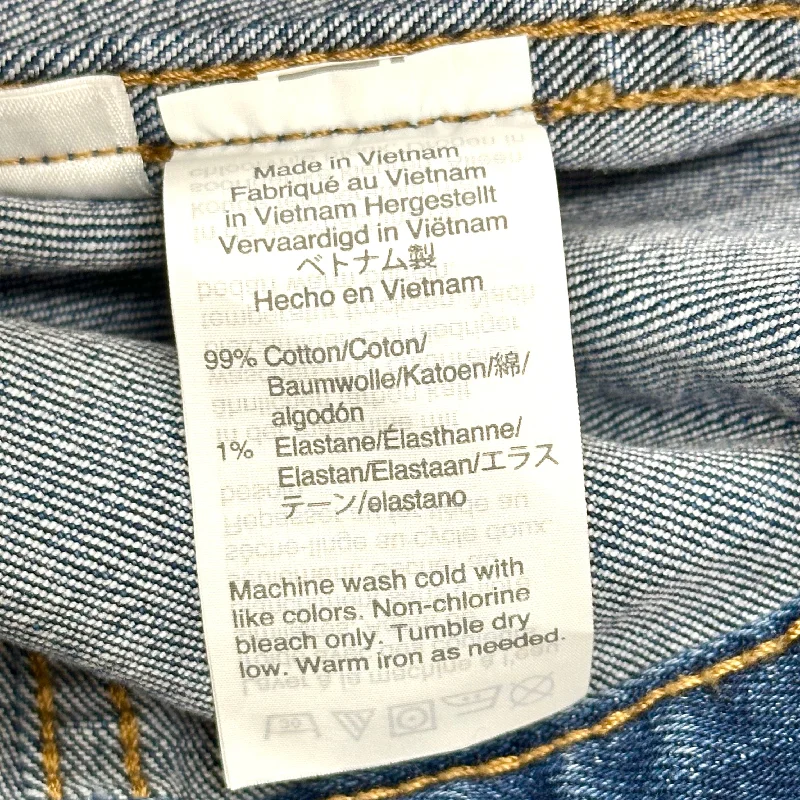 Made in Vietnam
Fabriqué au Vietnam
in Vietnam Hergestellt
Vervaardigd in Viëtnam
ベトナム製
Hecho en Vietnam
99% Cotton/Coton/
Baumwolle/Katoen/綿/
algodón
1% Elastane/Élasthanne/
Elastan/Elastaan/エラス
テーン/elastano
Machine wash cold with
like colors. Non-chlorine
bleach only. Tumble dry
low. Warm iron as needed.